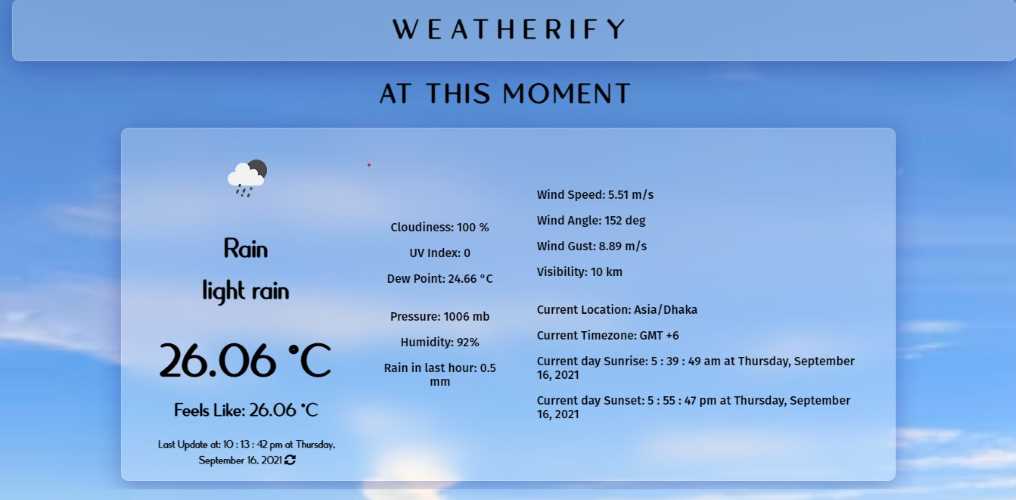 WEATHERIFY
AT THIS MOMENT
Rain
light rain
26.06 °C
Feels Like: 26.06 °C
Last Update at: 10 : 13 : 42 pm at Thursday,
September 16, 2021
Cloudiness: 100 %
UV Index: 0
Dew Point: 24.66 °C
Pressure: 1006 mb
Humidity: 92%
Rain in last hour: 0.5
mm
Wind Speed: 5.51 m/s
Wind Angle: 152 deg
Wind Gust: 8.89 m/s
Visibility: 10 km
Current Location: Asia/Dhaka
Current Timezone: GMT +6
Current day Sunrise: 5 : 39 : 49 am at Thursday, September
16, 2021
Current day Sunset: 5 : 55 : 47 pm at Thursday, September
16, 2021